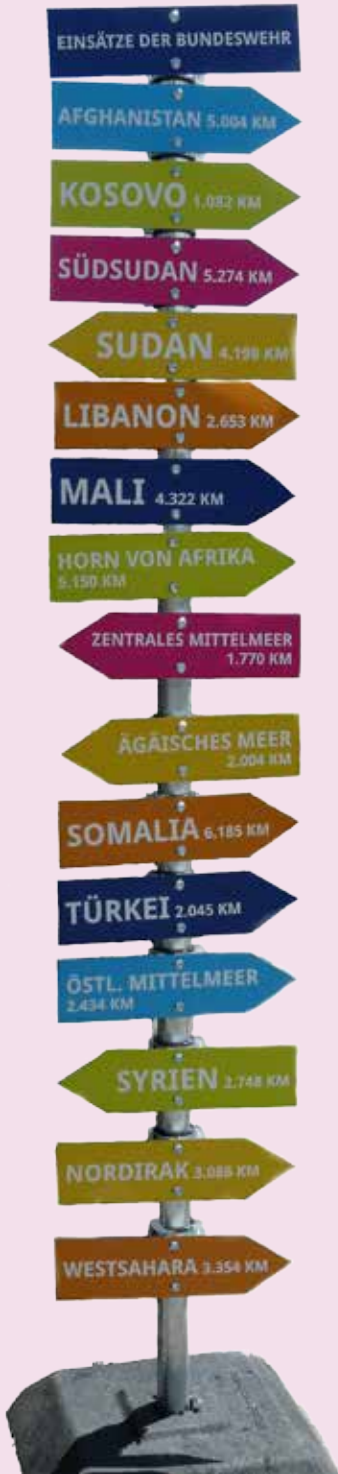 EINSÄTZE DER BUNDESWEHR
AFGHANISTAN 5.004 KM
KOSOVO 1.082 KM
SÜDSUDAN 5.274 KM
SUDAN 4.198 KM
LIBANON 2.653 KM
MALI 4.322 KM
HORN VON AFRIKA
5.150 KM
ZENTRALES MITTELMEER
1.770 KM
ÄGÄISCHES MEER
2.004 KM
SOMALIA 6.185 KM
TÜRKEI 2.045 KM
ÖSTL. MITTELMEER
2.434 KM
SYRIEN 2.748 KM
NORDIRAK 3.086 KM
WESTSAHARA 3.354 KM